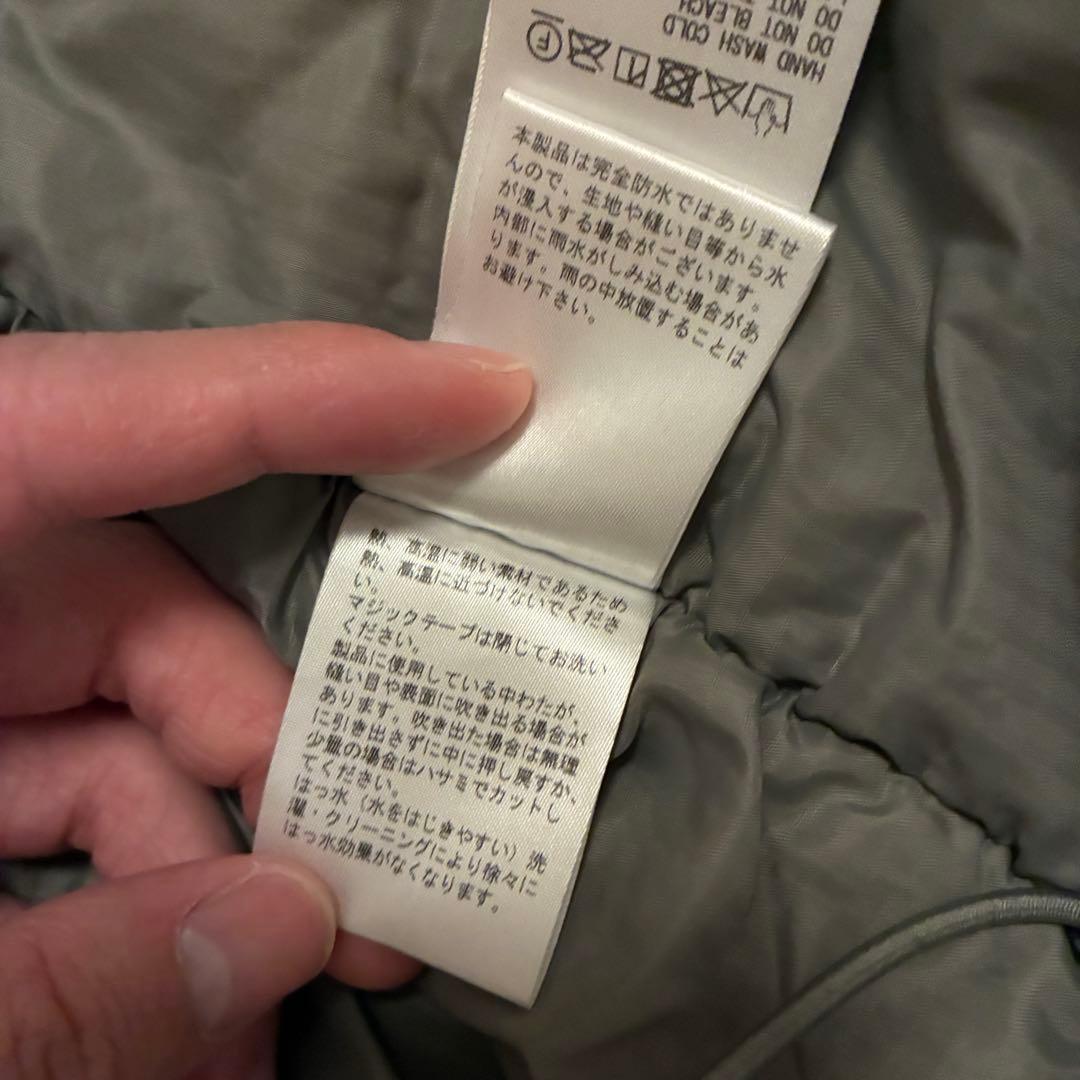 HAND WASH COLD
DO NOT BLEACH
DO NOT
本製品は完全防水ではありませ
んので、生地や縫い目等から水
が浸入する場合がございます。
内部に雨水がしみ込む場合があ
ります。雨の中放置することは
お避け下さい。
熱、高温に弱い素材であるため
熱、高温に近づけないでくださ
い。
マジックテープは閉じてお洗い
ください。
製品に使用している中わたが、
縫い目や表面に吹き出る場合が
あります。吹き出た場合は無理
に引き出さずに中に押し戻すか、
少量の場合はハサミでカットし
てください。
はっ水（水をはじきやすい）洗
濯・クリーニングにより徐々に
はっ水効果がなくなります。